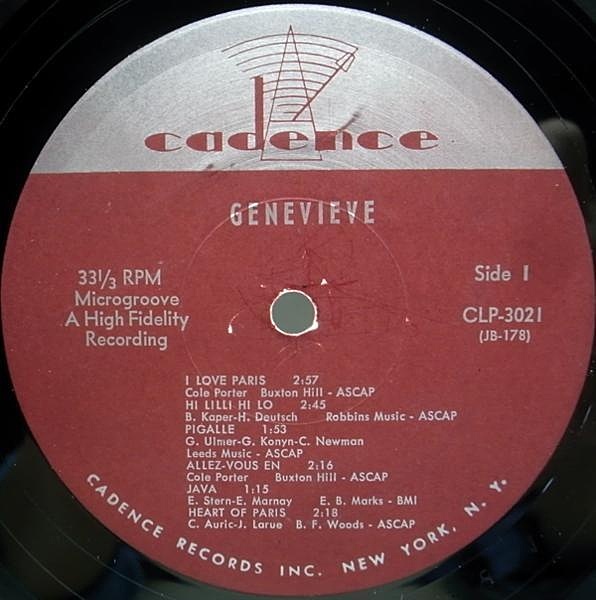 cadence
GENEVIEVE
33 1/3 RPM
Microgroove
A High Fidelity
Recording
Side 1
CLP-3021
(JB-178)
I LOVE PARIS 2:57
Cole Porter Buxton Hill - ASCAP
HI LILLI HI LO 2:45
B. Kaper-H. Deutsch Robbins Music - ASCAP
PIGALLE 1:53
G. Ulmer-G. Konyn-C. Newman
Leeds Music - ASCAP
ALLEZ-VOUS EN 2:16
Cole Porter Buxton Hill - ASCAP
JAVA 1:15
E. Stern-E. Marnay E. B. Marks - BMI
HEART OF PARIS 2:18
C. Auric-J. Larue B. F. Woods - ASCAP
CADENCE RECORDS INC. NEW YORK, N. Y.